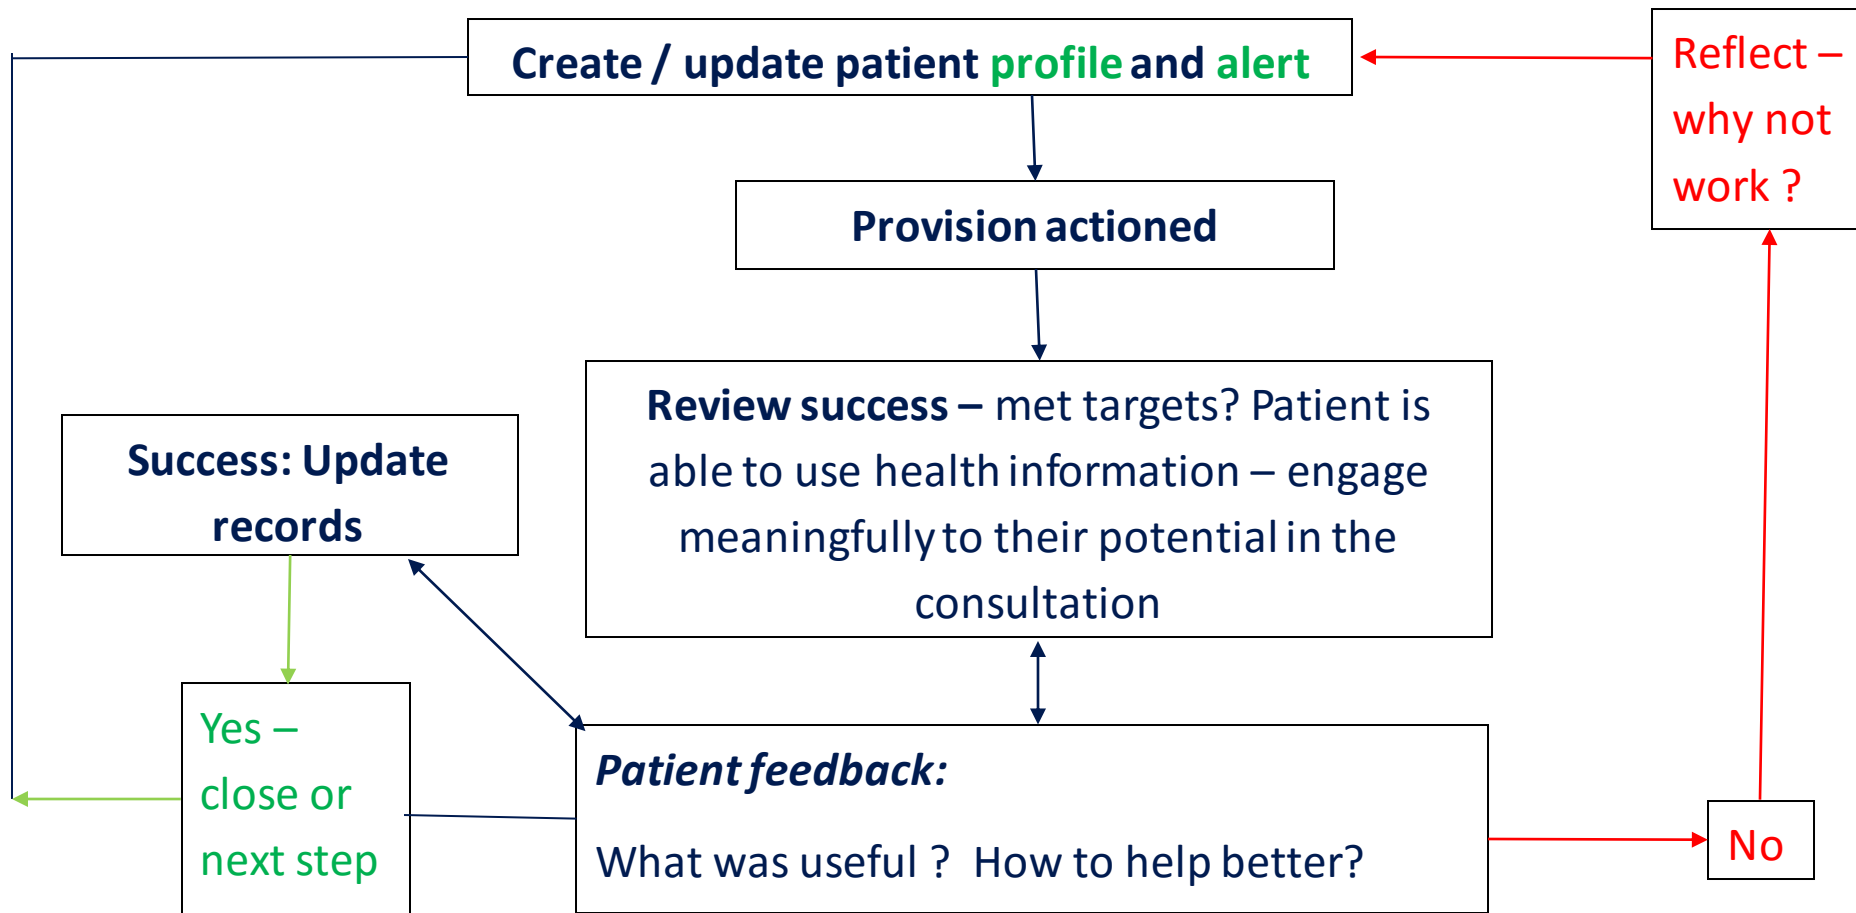 Create / update patient profile and alert
Reflect –
why not
work ?
Provision actioned
Review success – met targets? Patient is
able to use health information – engage
meaningfully to their potential in the
consultation
Success: Update
records
Yes –
close or
next step
Patient feedback:
What was useful ?  How to help better?
No